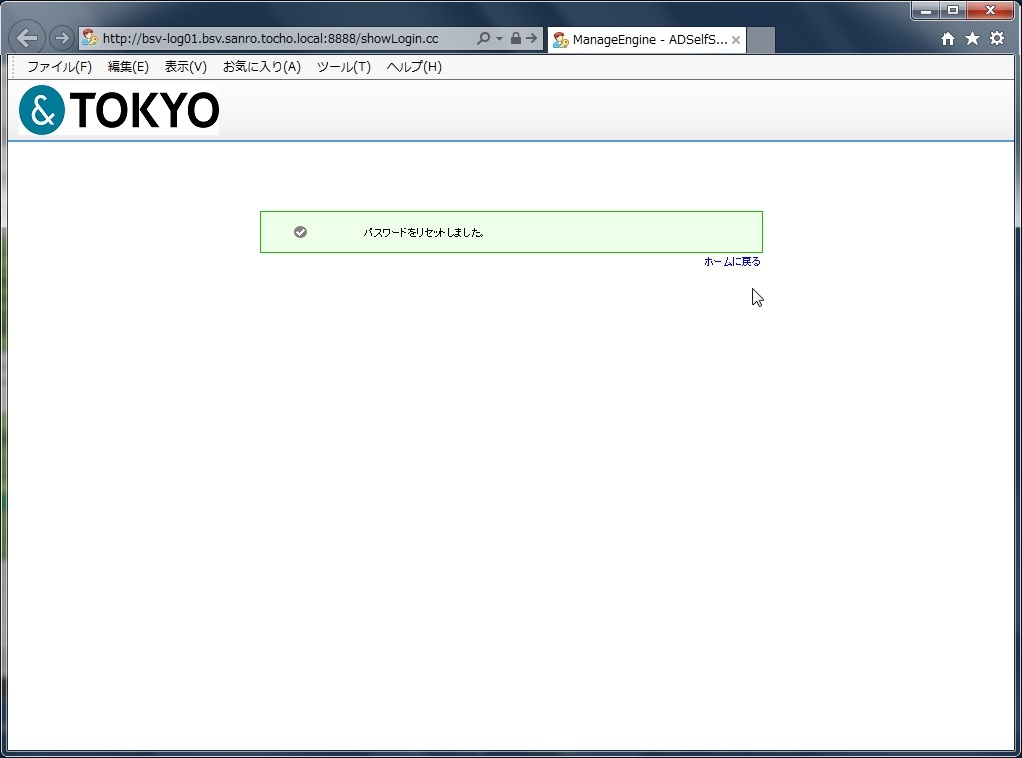 http://bsv-log01.bsv.sanro.tocho.local:8888/showLogin.cc
ManageEngine - ADSelfS...
ファイル(F) 編集(E) 表示(V) お気に入り(A) ツール(T) ヘルプ(H)
& TOKYO
パスワードをリセットしました。
ホームに戻る